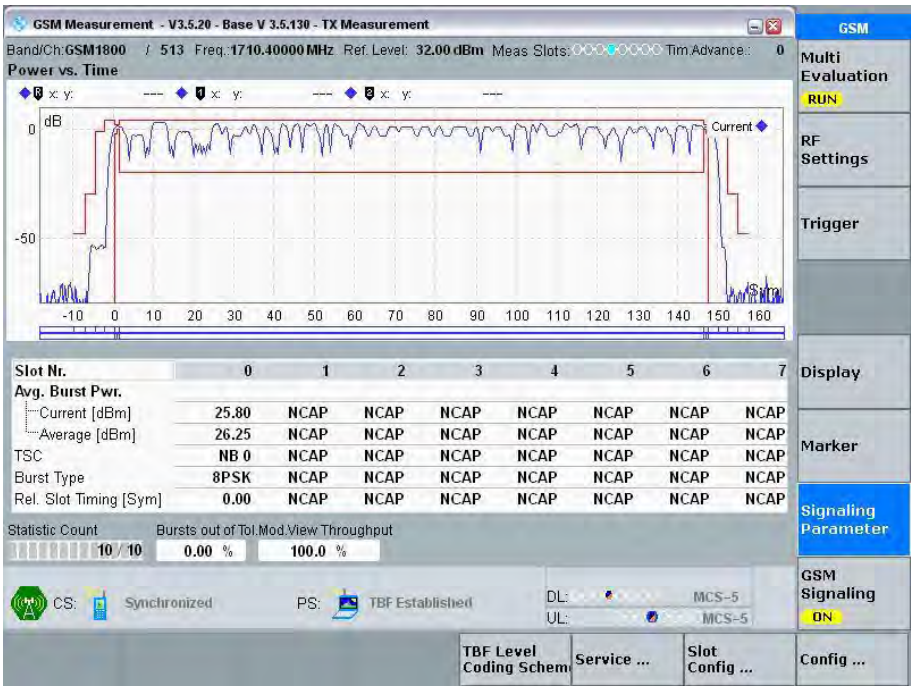 GSM Measurement - V3.5.20 - Base V 3.5.130 - TX Measurement
GSM
Band/Ch:GSM1800 / 513 Freq.:1710.40000 MHz Ref. Level: 32.00 dBm Meas Slots: Tim.Advance.: 0
Power vs. Time
Multi Evaluation
RUN
R x: y: --- 1 x: y: --- 2 x: y: ---
dB
Current
0
-50
Sym
-10 0 10 20 30 40 50 60 70 80 90 100 110 120 130 140 150 160
RF Settings
Trigger
Slot Nr. 0 1 2 3 4 5 6 7
Avg. Burst Pwr.
Current [dBm] 25.80 NCAP NCAP NCAP NCAP NCAP NCAP NCAP
Average [dBm] 26.25 NCAP NCAP NCAP NCAP NCAP NCAP NCAP
TSC NB 0 NCAP NCAP NCAP NCAP NCAP NCAP NCAP
Burst Type 8PSK NCAP NCAP NCAP NCAP NCAP NCAP NCAP
Rel. Slot Timing [Sym] 0.00 NCAP NCAP NCAP NCAP NCAP NCAP NCAP
Display
Marker
Signaling Parameter
Statistic Count Bursts out of Tol. Mod.View Throughput
10 / 10 0.00 % 100.0 %
CS: Synchronized PS: TBF Established DL: MCS-5
UL: MCS-5
GSM Signaling
ON
TBF Level
Coding Schem
Service ...
Slot
Config ...
Config ...